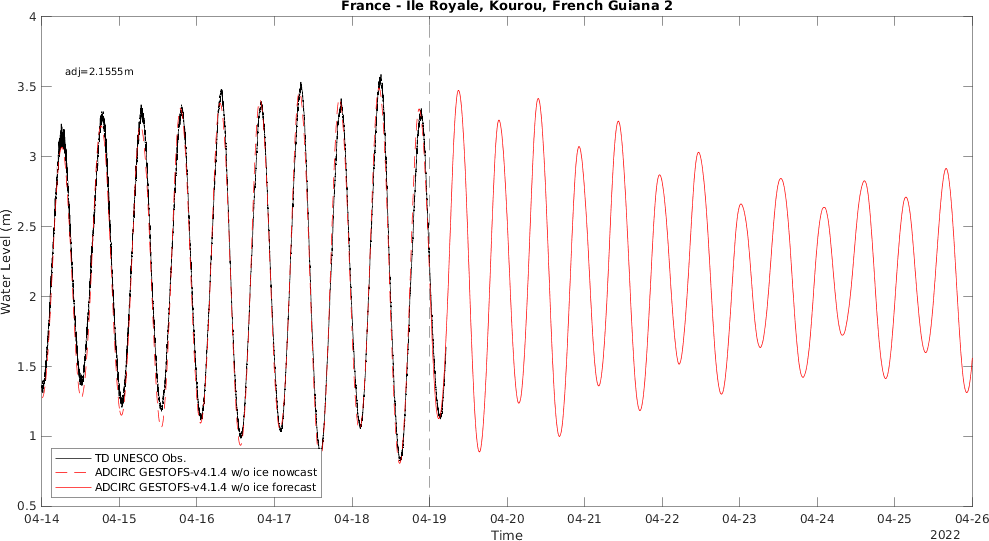 France - Ile Royale, Kourou, French Guiana 2
4
adj=2.1555m
3.5
3
2.5
2
1.5
1
0.5
Water Level (m)
TD UNESCO Obs.
ADCIRC GESTOFS-v4.1.4 w/o ice nowcast
ADCIRC GESTOFS-v4.1.4 w/o ice forecast
04-14 04-15 04-16 04-17 04-18 04-19 04-20 04-21 04-22 04-23 04-24 04-25 04-26
Time
2022